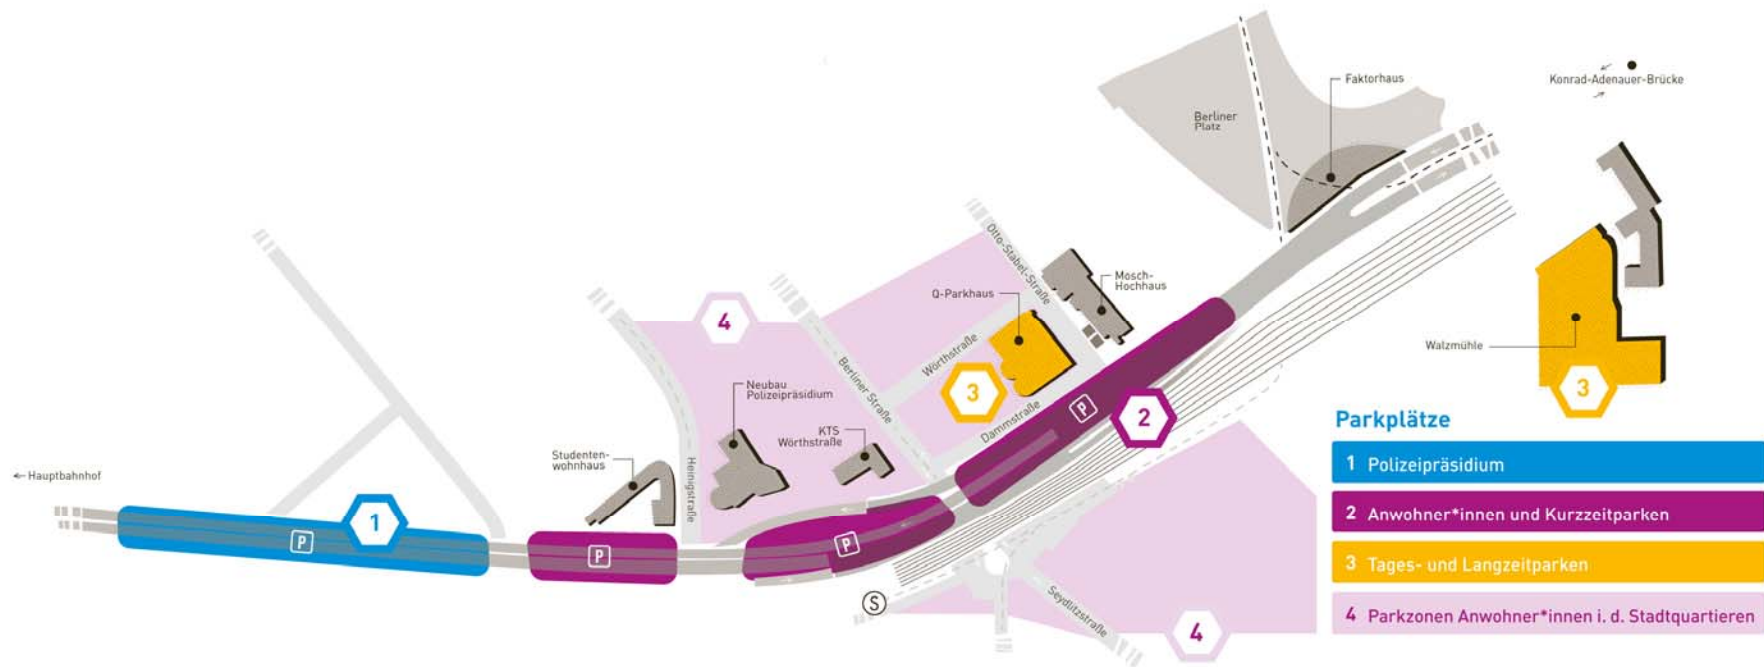 Faktorhaus
Konrad-Adenauer-Brücke
Berliner
Platz
Otto-Stabel-Straße
Mosch-
Hochhaus
Q-Parkhaus
4
Wörthstraße
Walzmühle
Berliner Straße
Neubau
Polizeipräsidium
3
3
Dammstraße
P
2
KTS
Wörthstraße
Studenten-
wohnhaus
Heinigstraße
← Hauptbahnhof
1
P
P
P
S
Seydlitzstraße
4
Parkplätze
1 Polizeipräsidium
2 Anwohner*innen und Kurzzeitparken
3 Tages- und Langzeitparken
4 Parkzonen Anwohner*innen i. d. Stadtquartieren